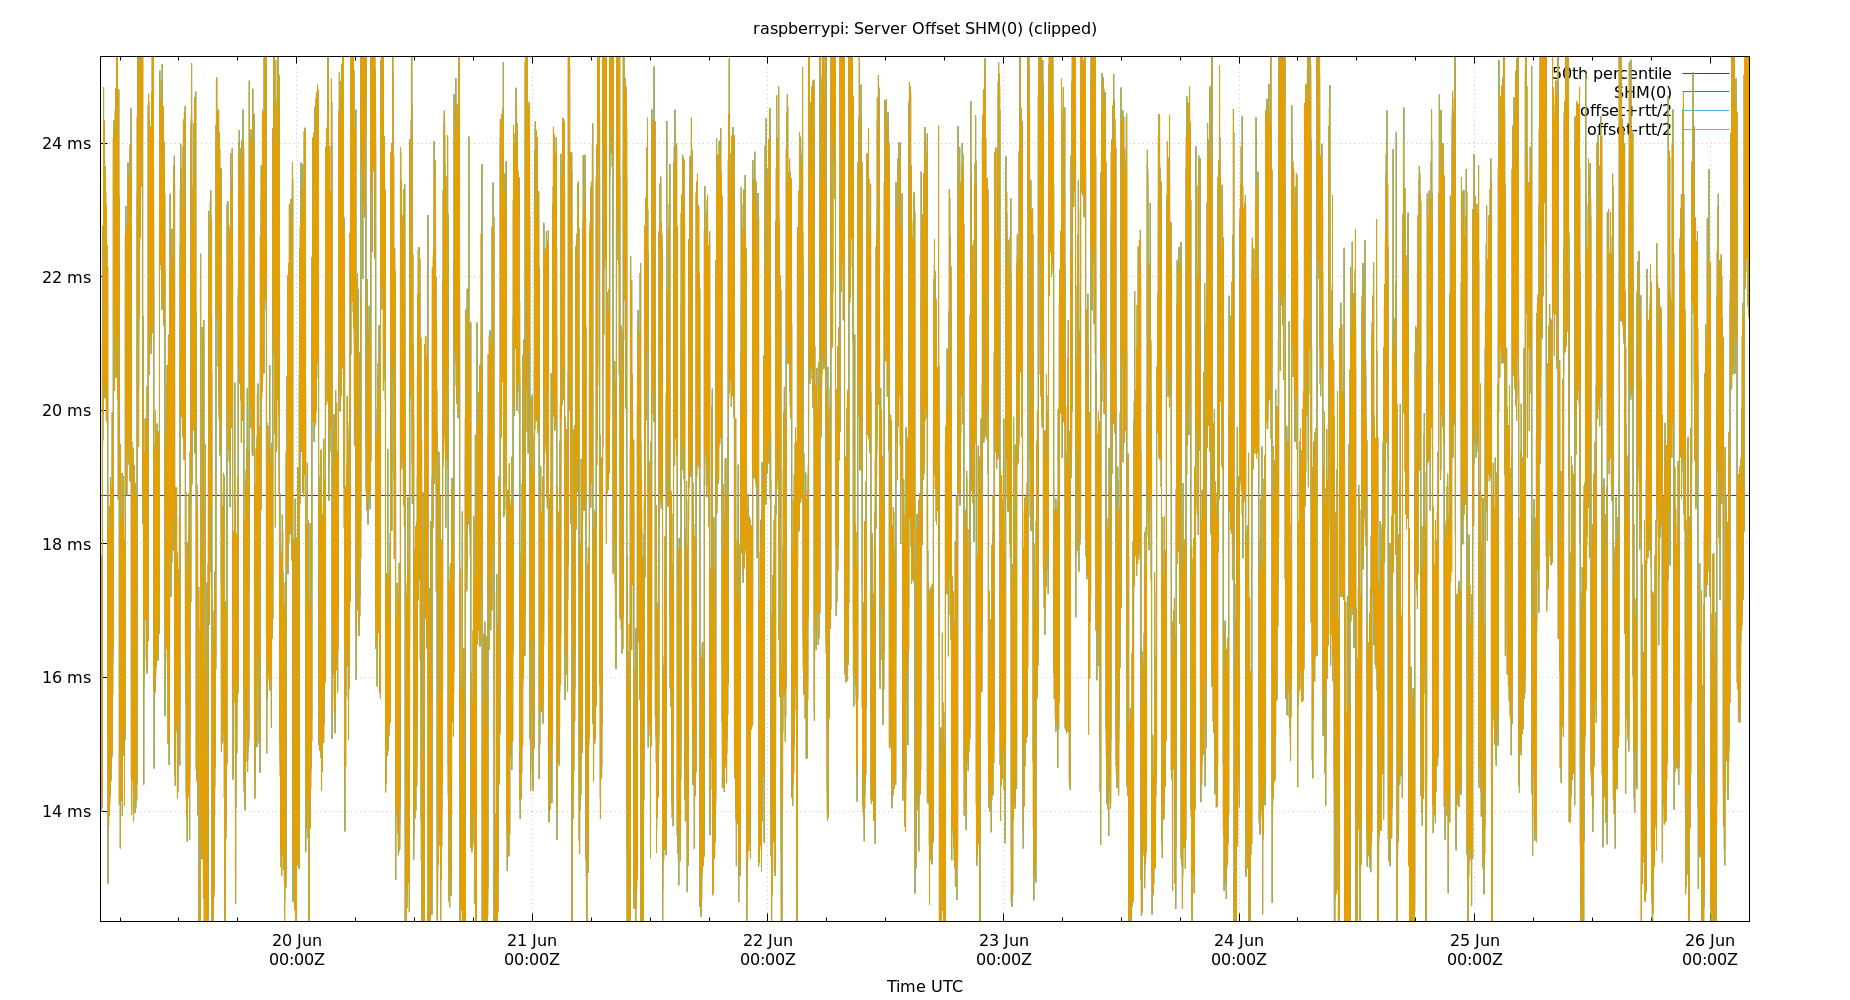 raspberrypi: Server Offset SHM(0) (clipped)
50th percentile
SHM(0)
offset+rtt/2
offset-rtt/2
24 ms
22 ms
20 ms
18 ms
16 ms
14 ms
20 Jun 21 Jun 22 Jun 23 Jun 24 Jun 25 Jun 26 Jun
00:00Z 00:00Z 00:00Z 00:00Z 00:00Z 00:00Z 00:00Z
Time UTC